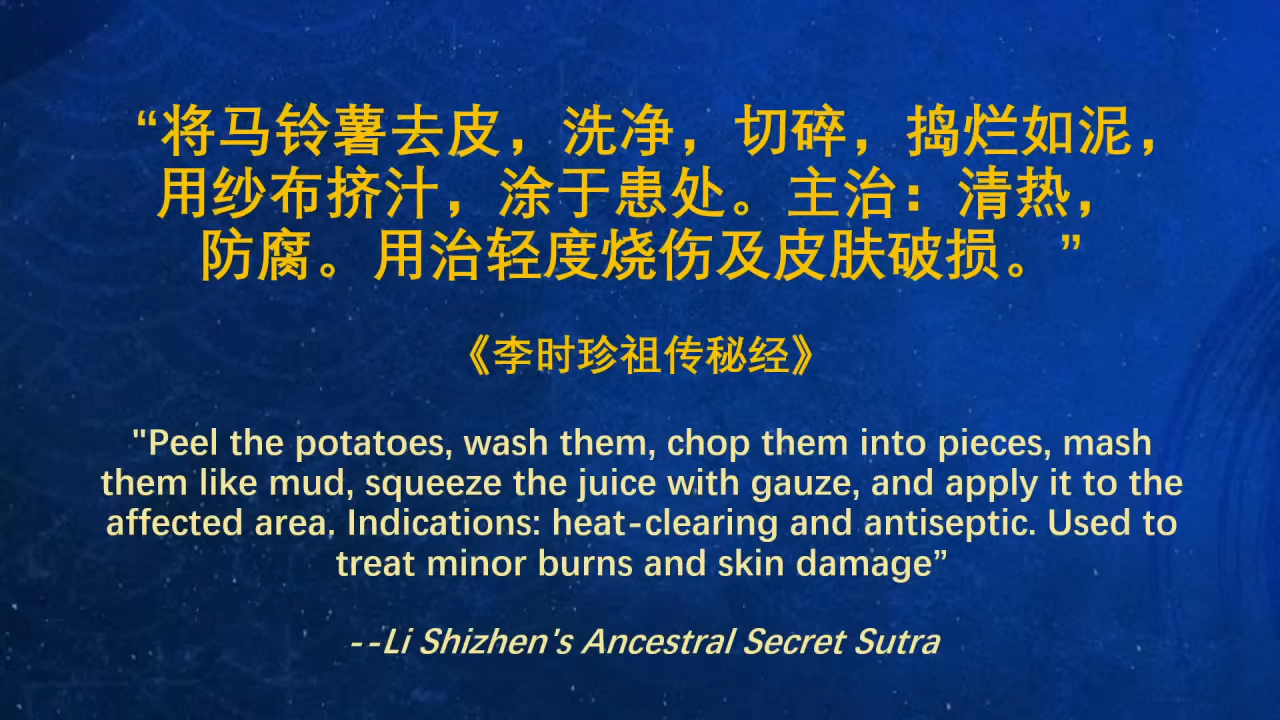 “将马铃薯去皮，洗净，切碎，捣烂如泥，
用纱布挤汁，涂于患处。主治：清热，
防腐。用治轻度烧伤及皮肤破损。”
《李时珍祖传秘经》
"Peel the potatoes, wash them, chop them into pieces, mash
them like mud, squeeze the juice with gauze, and apply it to the
affected area. Indications: heat-clearing and antiseptic. Used to
treat minor burns and skin damage”
--Li Shizhen's Ancestral Secret Sutra